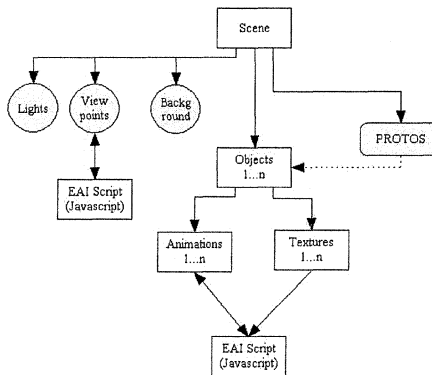 Scene
Lights
View
points
Backg
round
PROTOS
Objects
1...n
EAI Script
(Javascript)
Animations
1...n
Textures
1...n
EAI Script
(Javascript)